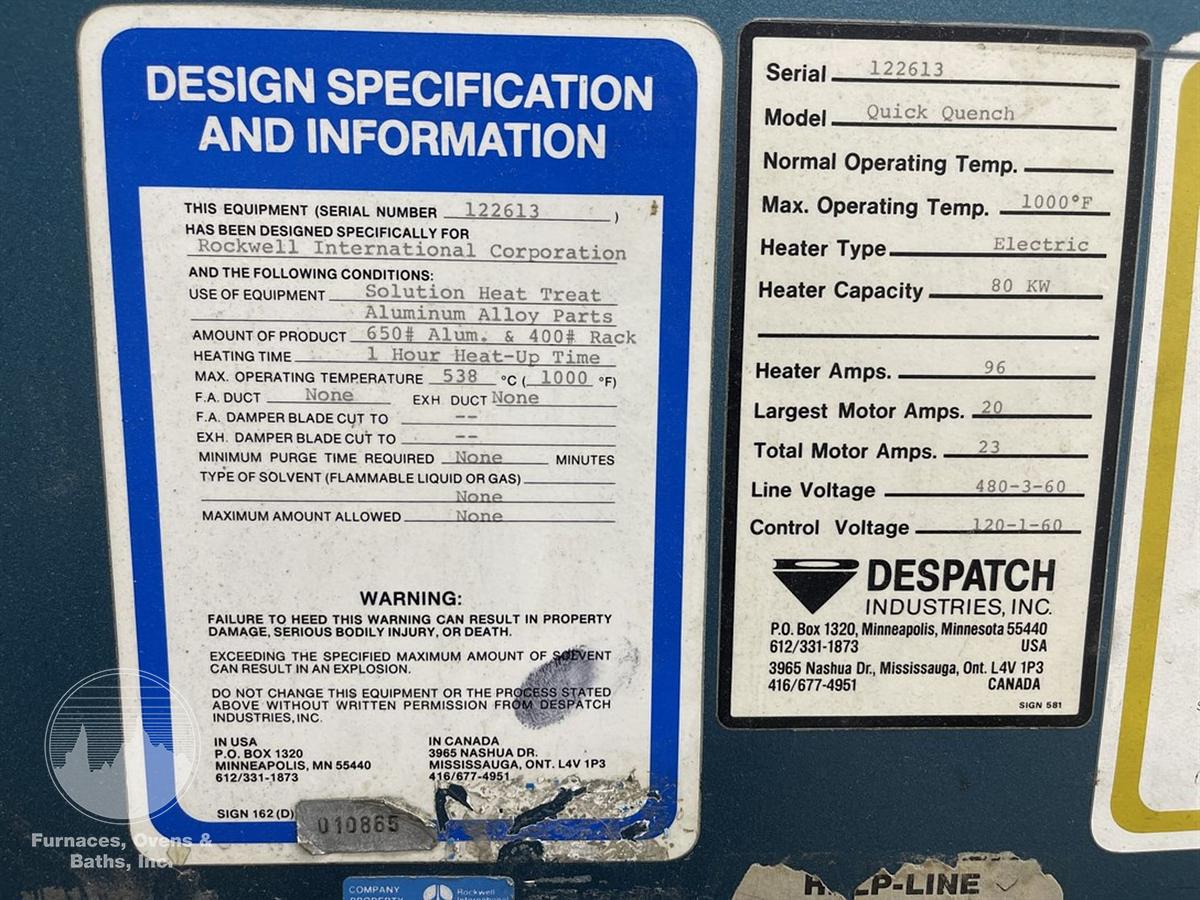 DESIGN SPECIFICATION
AND INFORMATION
THIS EQUIPMENT (SERIAL NUMBER 122613 )
HAS BEEN DESIGNED SPECIFICALLY FOR
Rockwell International Corporation
AND THE FOLLOWING CONDITIONS:
USE OF EQUIPMENT Solution Heat Treat
Aluminum Alloy Parts
AMOUNT OF PRODUCT 650# Alum. & 400# Rack
HEATING TIME 1 Hour Heat-Up Time
MAX. OPERATING TEMPERATURE 538 °C ( 1000 °F)
F.A. DUCT None EXH DUCT None
F.A. DAMPER BLADE CUT TO --
EXH. DAMPER BLADE CUT TO --
MINIMUM PURGE TIME REQUIRED None MINUTES
TYPE OF SOLVENT (FLAMMABLE LIQUID OR GAS)
None
MAXIMUM AMOUNT ALLOWED None
WARNING:
FAILURE TO HEED THIS WARNING CAN RESULT IN PROPERTY
DAMAGE, SERIOUS BODILY INJURY, OR DEATH.
EXCEEDING THE SPECIFIED MAXIMUM AMOUNT OF SOLVENT
CAN RESULT IN AN EXPLOSION.
DO NOT CHANGE THIS EQUIPMENT OR THE PROCESS STATED
ABOVE WITHOUT WRITTEN PERMISSION FROM DESPATCH
INDUSTRIES, INC.
IN USA
P.O. BOX 1320
MINNEAPOLIS, MN 55440
612/331-1873
IN CANADA
3965 NASHUA DR.
MISSISSAUGA, ONT. L4V 1P3
416/677-4951
SIGN 162 (D)
010865
COMPANY
PROPERTY
Rockwell
International
Serial 122613
Model Quick Quench
Normal Operating Temp.
Max. Operating Temp. 1000°F
Heater Type Electric
Heater Capacity 80 KW
Heater Amps. 96
Largest Motor Amps. 20
Total Motor Amps. 23
Line Voltage 480-3-60
Control Voltage 120-1-60
DESPATCH
INDUSTRIES, INC.
P.O. Box 1320, Minneapolis, Minnesota 55440
612/331-1873 USA
3965 Nashua Dr., Mississauga, Ont. L4V 1P3
416/677-4951 CANADA
SIGN 581
Furnaces, Ovens &
Baths, Inc.